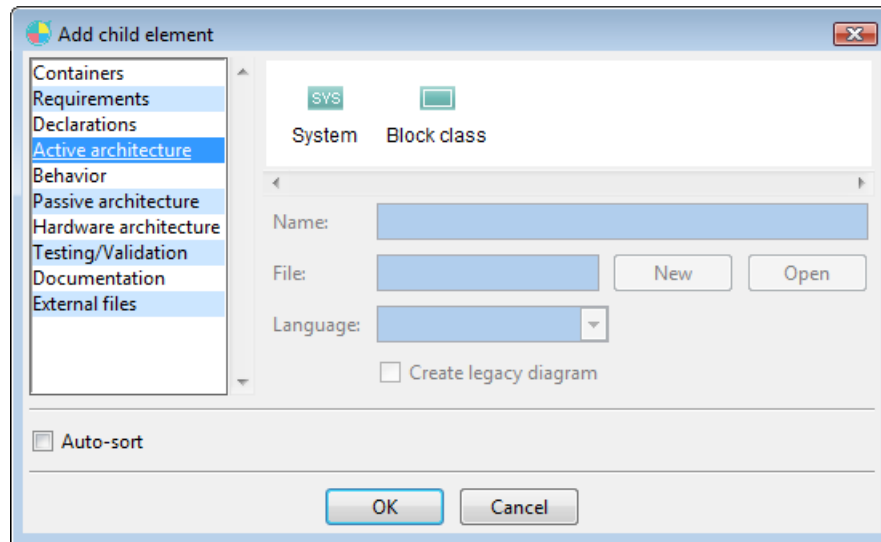 Add child element
Containers
Requirements
Declarations
Active architecture
Behavior
Passive architecture
Hardware architecture
Testing/Validation
Documentation
External files
SYS
System
Block class
Name:
File:
New
Open
Language:
Create legacy diagram
Auto-sort
OK
Cancel